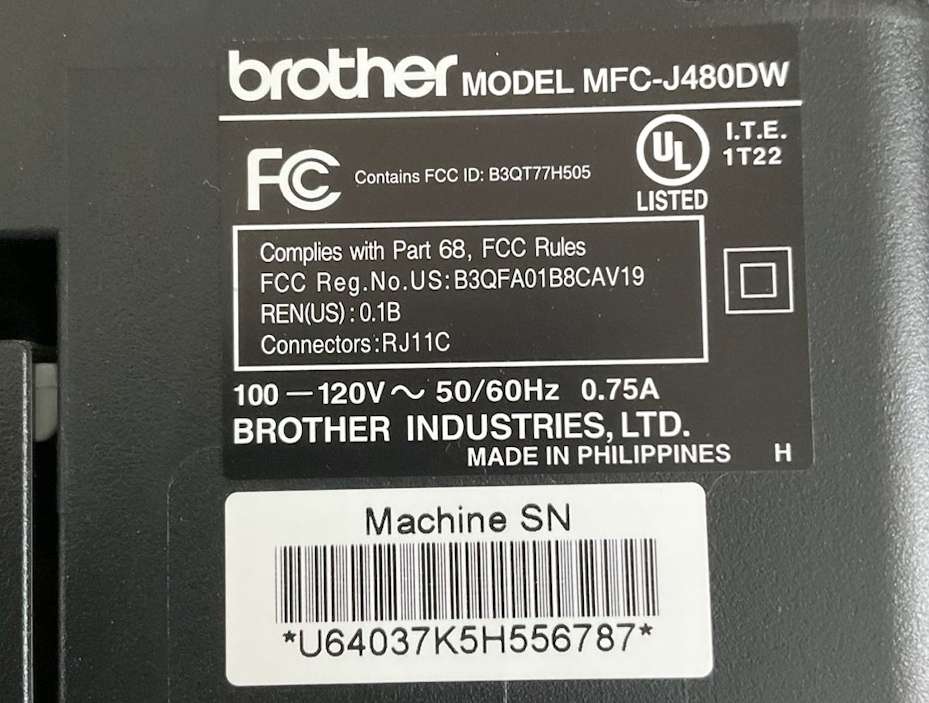 brother MODEL MFC-J480DW
FC Contains FCC ID: B3QT77H505
UL LISTED
I.T.E.
1T22
Complies with Part 68, FCC Rules
FCC Reg.No.US:B3QFA01B8CAV19
REN(US):0.1B
Connectors:RJ11C
100—120V～ 50/60Hz 0.75A
BROTHER INDUSTRIES, LTD.
MADE IN PHILIPPINES H
Machine SN
*U64037K5H556787*